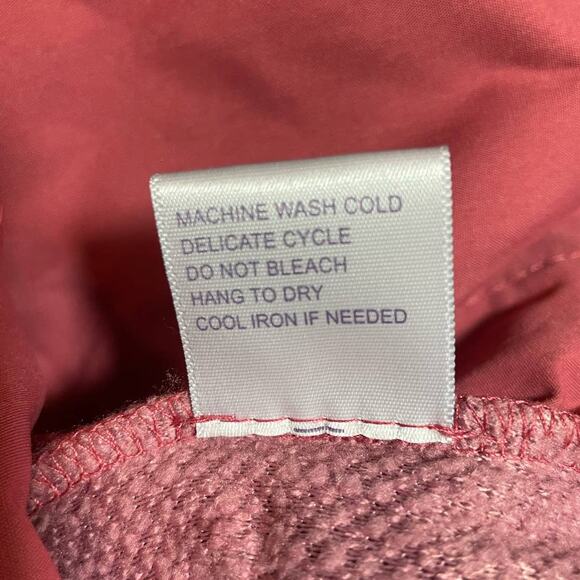 MACHINE WASH COLD
DELICATE CYCLE
DO NOT BLEACH
HANG TO DRY
COOL IRON IF NEEDED